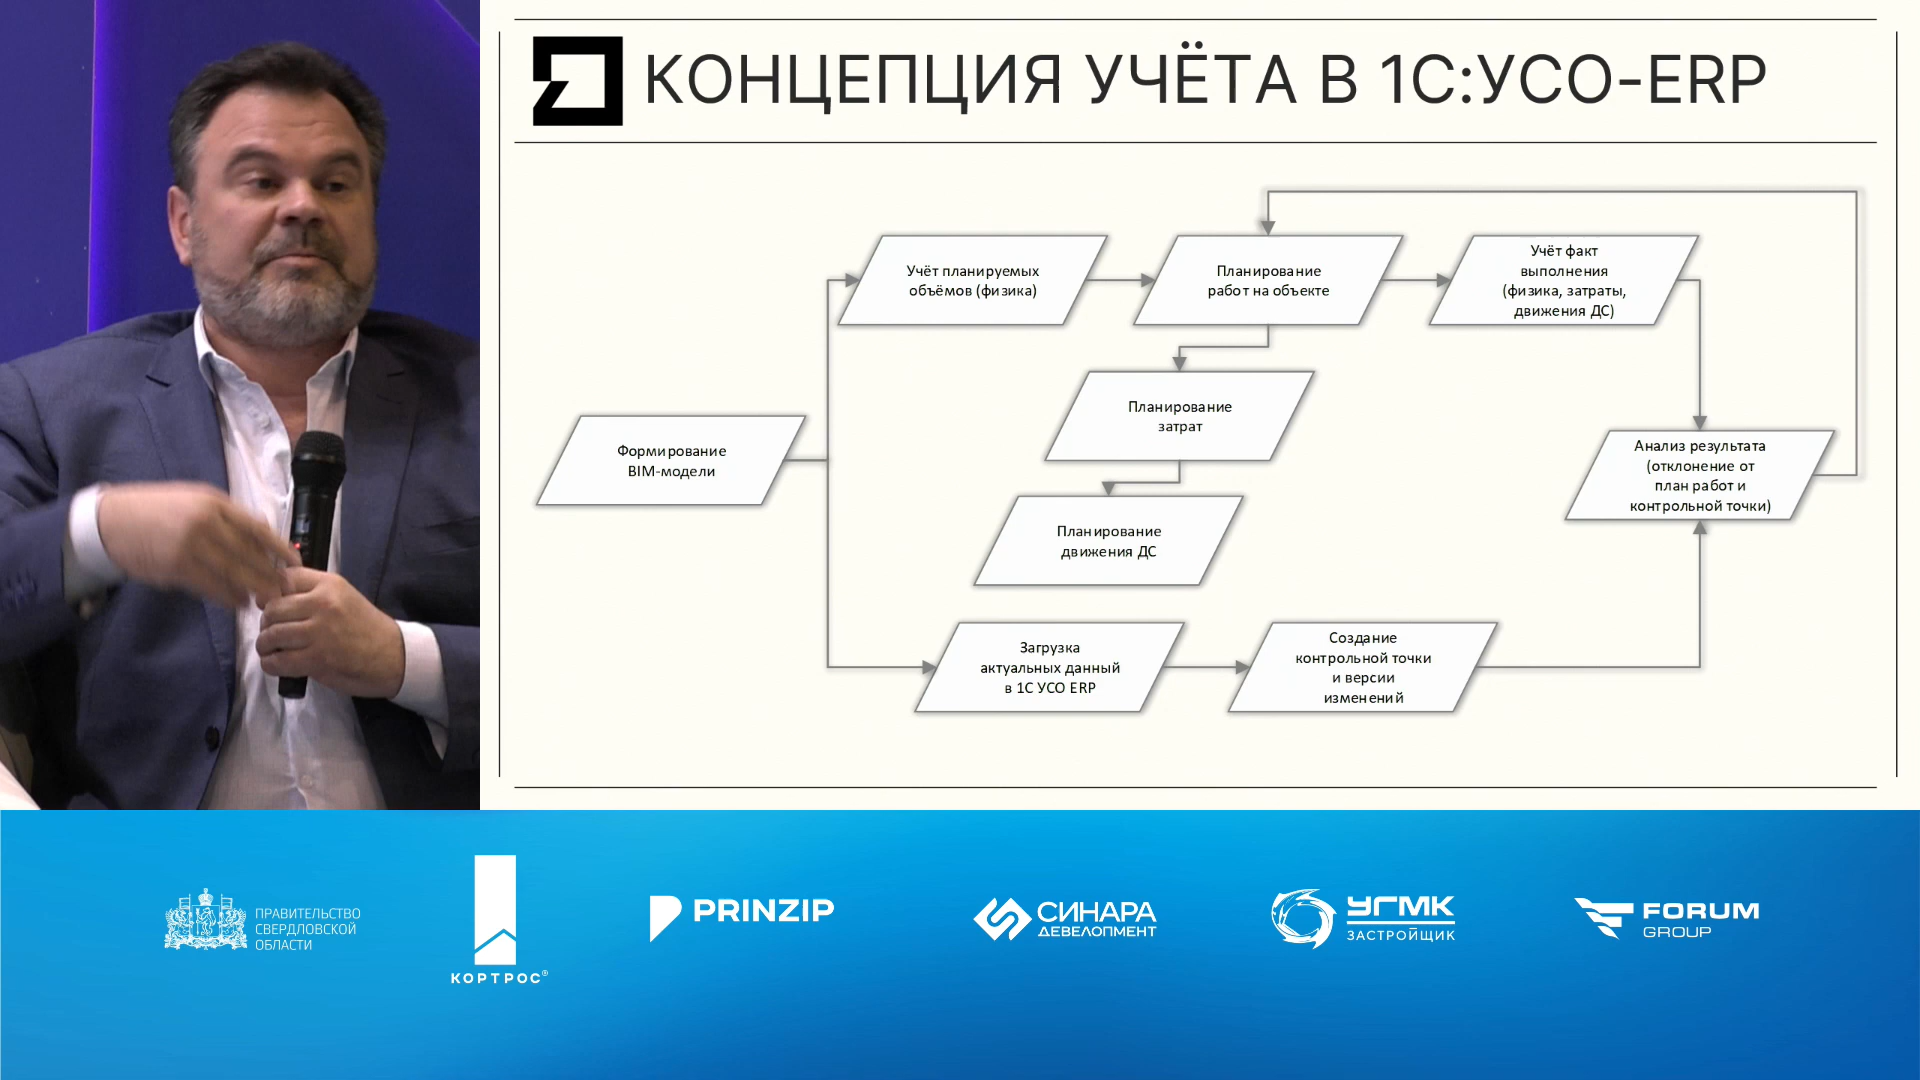 КОНЦЕПЦИЯ УЧЁТА В 1С:УСО-ERP
Учёт планируемых
объёмов (физика)
Планирование
работ на объекте
Учёт факт
выполнения
(физика, затраты,
движения ДС)
Планирование
затрат
Формирование
BIM-модели
Анализ результата
(отклонение от
план работ и
контрольной точки)
Планирование
движения ДС
Загрузка
актуальных данный
в 1С УСО ERP
Создание
контрольной точки
и версии
изменений
ПРАВИТЕЛЬСТВО
СВЕРДЛОВСКОЙ
ОБЛАСТИ
КОРТРОС®
PRINZIP
СИНАРА
ДЕВЕЛОПМЕНТ
УГМК
ЗАСТРОЙЩИК
FORUM
GROUP